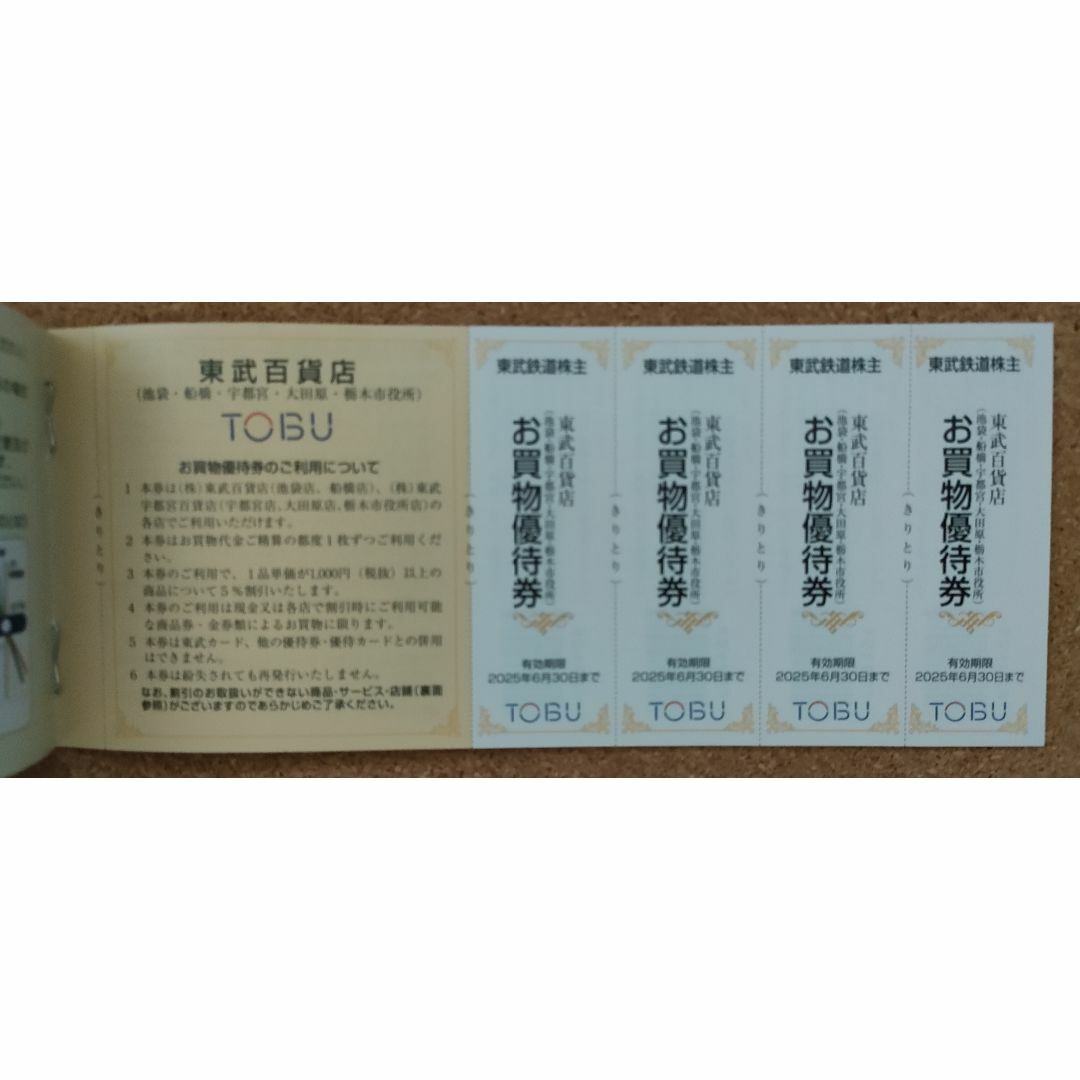 東武百貨店
(池袋・船橋・宇都宮・大田原・栃木市役所)
TOBU
お買物優待券のご利用について
1 本券は(株)東武百貨店(池袋店、船橋店)、(株)東武
宇都宮百貨店(宇都宮店、大田原店、栃木市役所店)の
各店でご利用いただけます。
2 本券はお買物代金ご精算の都度1枚ずつご利用くだ
さい。
3 本券のご利用で、1品単価が1,000円(税抜)以上の
商品について5%割引いたします。
4 本券のご利用は現金又は各店で割引時にご利用可能
な商品券・金券類によるお買物に限ります。
5 本券は東武カード、他の優待券・優待カードとの併用
はできません。
6 本券は紛失されても再発行いたしません。
なお、割引のお取扱いができない商品・サービス・店舗(裏面
参照)がございますのであらかじめご了承ください。
(きりとり)
(きりとり)
東武鉄道株主
東武百貨店
(池袋・船橋・宇都宮・大田原・栃木市役所)
お買物優待券
有効期限
2025年6月30日まで
TOBU
(きりとり)
東武鉄道株主
東武百貨店
(池袋・船橋・宇都宮・大田原・栃木市役所)
お買物優待券
有効期限
2025年6月30日まで
TOBU
(きりとり)
東武鉄道株主
東武百貨店
(池袋・船橋・宇都宮・大田原・栃木市役所)
お買物優待券
有効期限
2025年6月30日まで
TOBU
(きりとり)
東武鉄道株主
東武百貨店
(池袋・船橋・宇都宮・大田原・栃木市役所)
お買物優待券
有効期限
2025年6月30日まで
TOBU